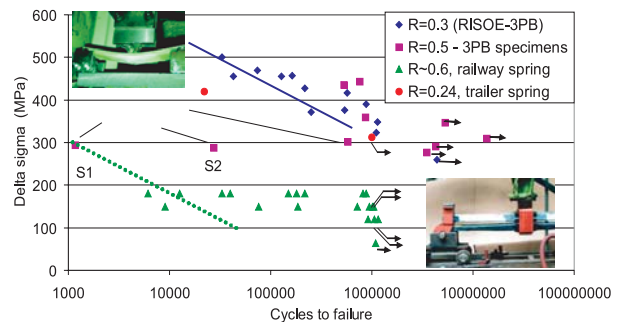 600
500
400
300
200
100
0
Delta sigma (MPa)
R=0.3 (RISOE-3PB)
R=0.5 - 3PB specimens
R~0.6, railway spring
R=0.24, trailer spring
S1
S2
1000 10000 100000 1000000 10000000 100000000
Cycles to failure